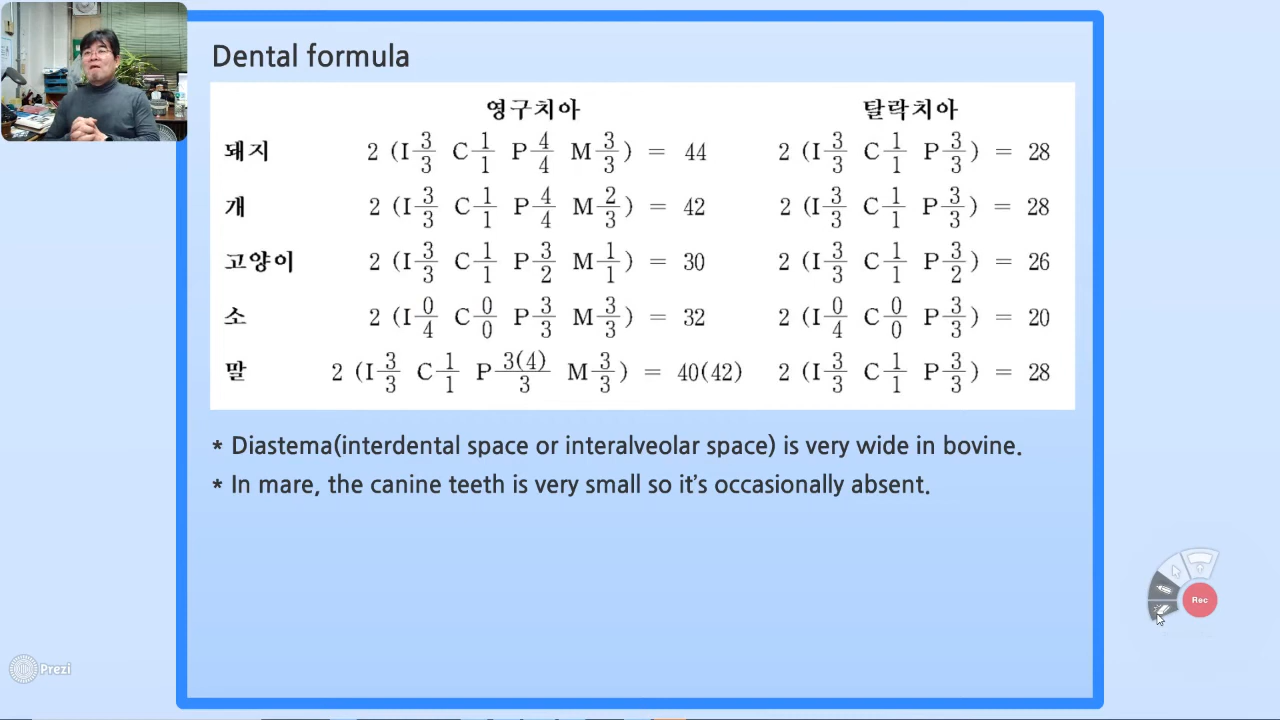 Dental formula
영구치아 탈락치아
돼지 2 (I 3/3 C 1/1 P 4/4 M 3/3) = 44 2 (I 3/3 C 1/1 P 3/3) = 28
개 2 (I 3/3 C 1/1 P 4/4 M 2/3) = 42 2 (I 3/3 C 1/1 P 3/3) = 28
고양이 2 (I 3/3 C 1/1 P 3/2 M 1/1) = 30 2 (I 3/3 C 1/1 P 3/2) = 26
소 2 (I 0/4 C 0/0 P 3/3 M 3/3) = 32 2 (I 0/4 C 0/0 P 3/3) = 20
말 2 (I 3/3 C 1/1 P 3(4)/3 M 3/3) = 40(42) 2 (I 3/3 C 1/1 P 3/3) = 28
* Diastema(interdental space or interalveolar space) is very wide in bovine.
* In mare, the canine teeth is very small so it's occasionally absent.
Rec
Prezi